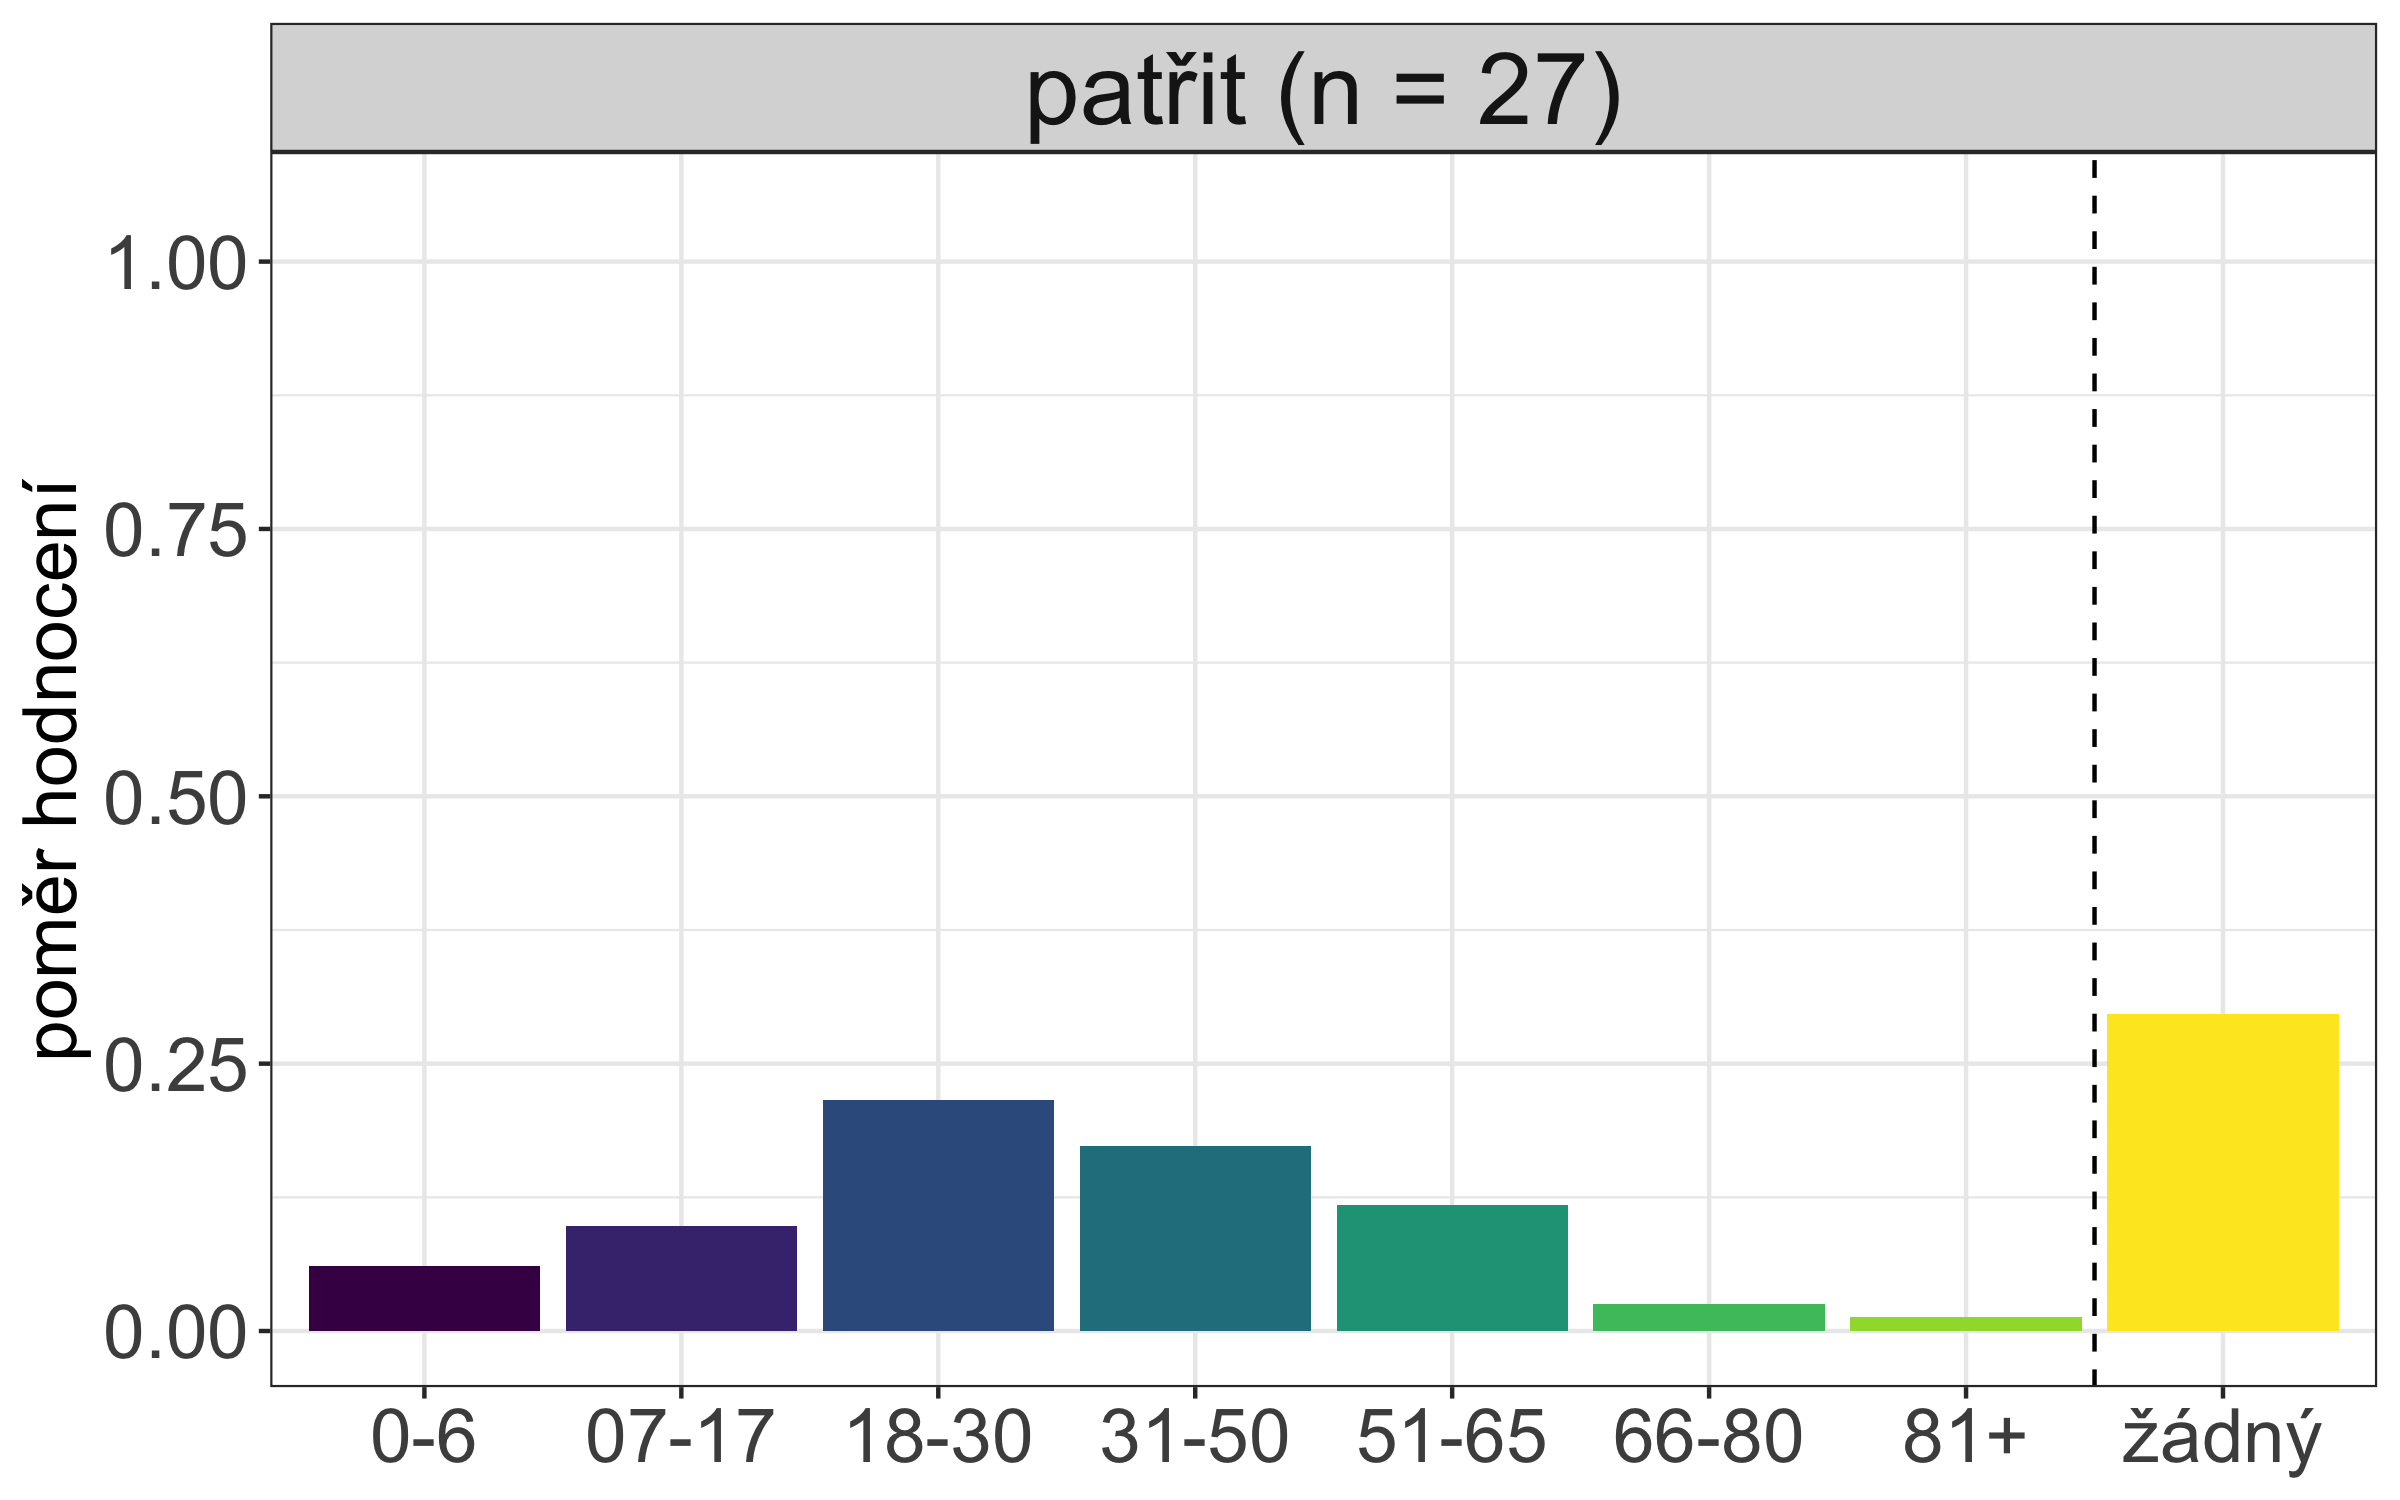 patřit (n = 27)
poměr hodnocení
1.00
0.75
0.50
0.25
0.00
0-6 07-17 18-30 31-50 51-65 66-80 81+ žádný